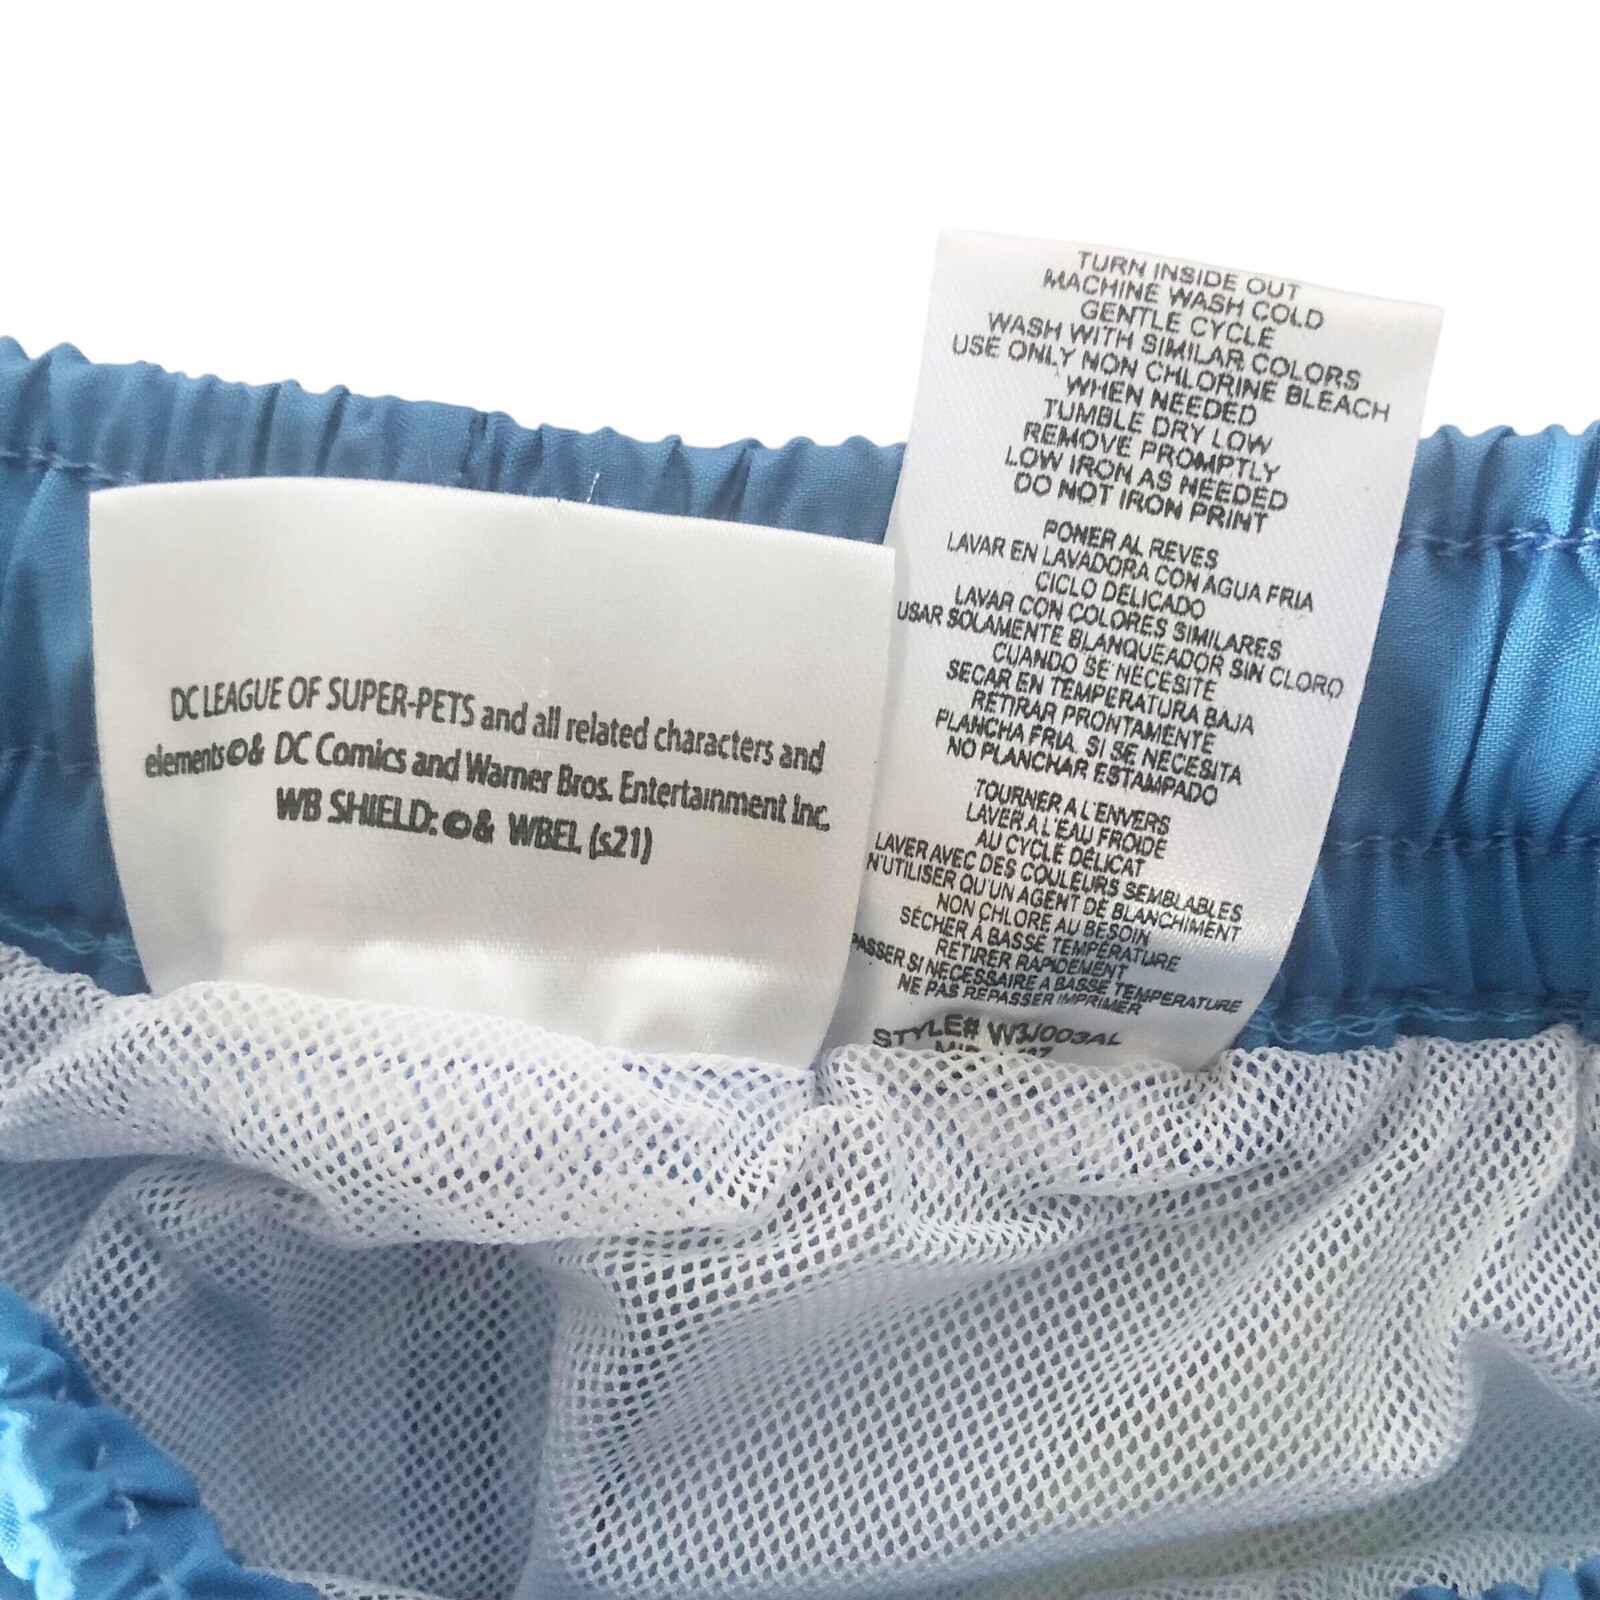 DC LEAGUE OF SUPER-PETS and all related characters and
elements © & DC Comics and Warner Bros. Entertainment Inc.
WB SHIELD: © & WBEI. (s21)
TURN INSIDE OUT
MACHINE WASH COLD
GENTLE CYCLE
WASH WITH SIMILAR COLORS
USE ONLY NON CHLORINE BLEACH
WHEN NEEDED
TUMBLE DRY LOW
REMOVE PROMPTLY
LOW IRON AS NEEDED
DO NOT IRON PRINT
PONER AL REVES
LAVAR EN LAVADORA CON AGUA FRIA
CICLO DELICADO
LAVAR CON COLORES SIMILARES
USAR SOLAMENTE BLANQUEADOR SIN CLORO
CUANDO SE NECESITE
SECAR EN TEMPERATURA BAJA
RETIRAR PRONTAMENTE
PLANCHA FRIA. SI SE NECESITA
NO PLANCHAR ESTAMPADO
TOURNER A L'ENVERS
LAVER A L'EAU FROIDE
AU CYCLE DÉLICAT
LAVER AVEC DES COULEURS SEMBLABLES
N'UTILISER QU'UN AGENT DE BLANCHIMENT
NON CHLORE AU BESOIN
SÉCHER À BASSE TEMPÉRATURE
RETIRER RAPIDEMENT
PASSER SI NECESSAIRE A BASSE TEMPERATURE
NE PAS REPASSER IMPRIMER
STYLE# W3J003AL